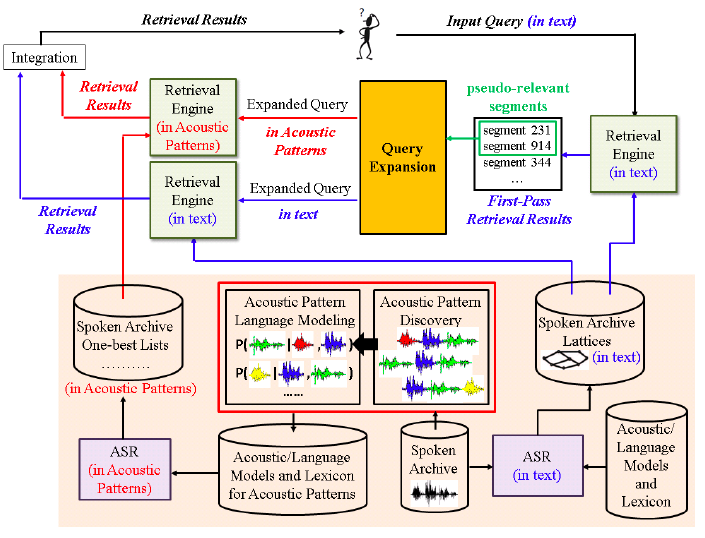 Retrieval Results
?
Input Query (in text)
Integration
Retrieval
Results
Retrieval
Engine
(in Acoustic
Patterns)
Expanded Query
in Acoustic
Patterns
Query
Expansion
pseudo-relevant
segments
segment 231
segment 914
segment 344
...
First-Pass
Retrieval Results
Retrieval
Engine
(in text)
Retrieval
Results
Retrieval
Engine
(in text)
Expanded Query
in text
Spoken Archive
One-best Lists
..........
(in Acoustic Patterns)
Acoustic Pattern
Language Modeling
P( | , )
P( | , )
......
Acoustic Pattern
Discovery
Spoken Archive
Lattices
(in text)
ASR
(in Acoustic
Patterns)
Acoustic/Language
Models and Lexicon
for Acoustic Patterns
Spoken
Archive
ASR
(in text)
Acoustic/
Language
Models
and
Lexicon